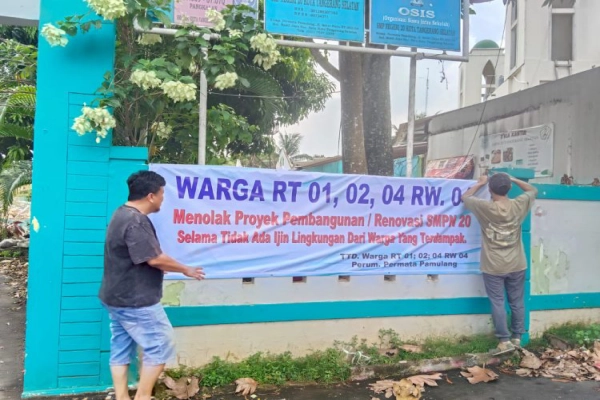 OSIS
WARGA RT 01, 02, 04 RW. 0
Menolak Proyek Pembangunan / Renovasi SMPN 20
Selama Tidak Ada Ijin Lingkungan Dari Warga Yang Terdampak.
TTD. Warga RT 01; 02; 04 RW 04
Perum. Permata Pamulang